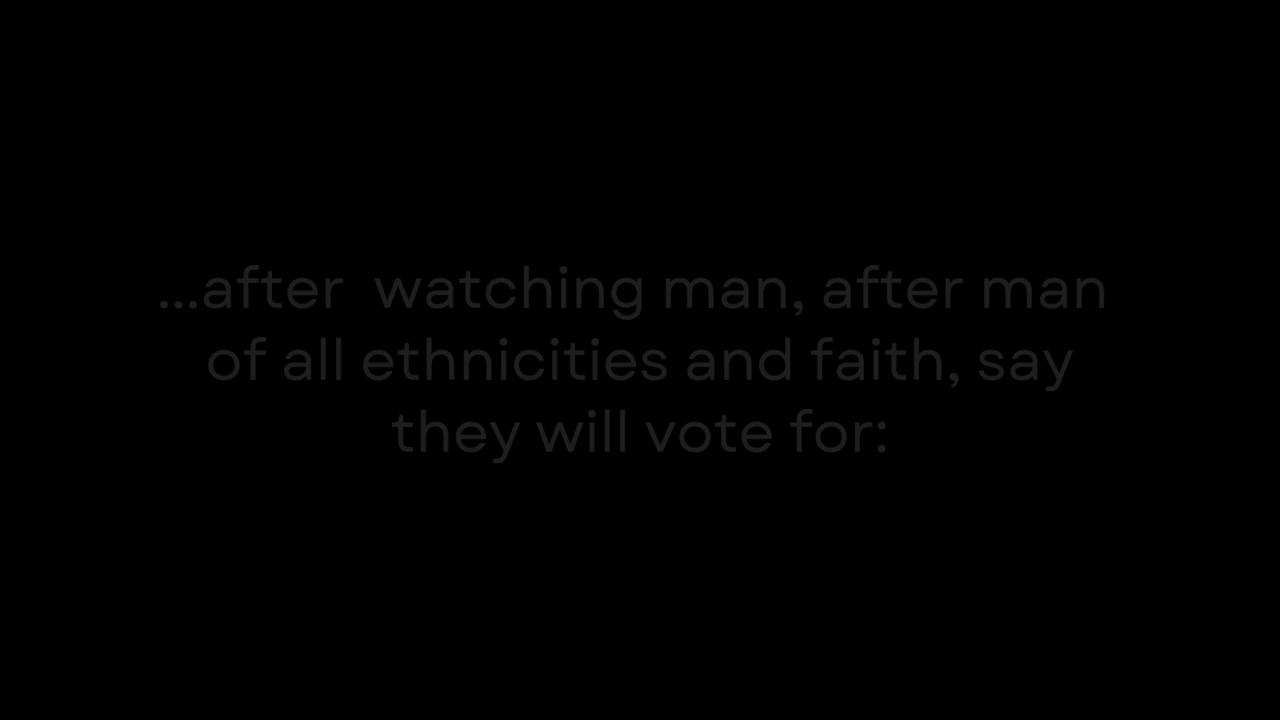 ...after  watching man, after man
of all ethnicities and faith, say
they will vote for: